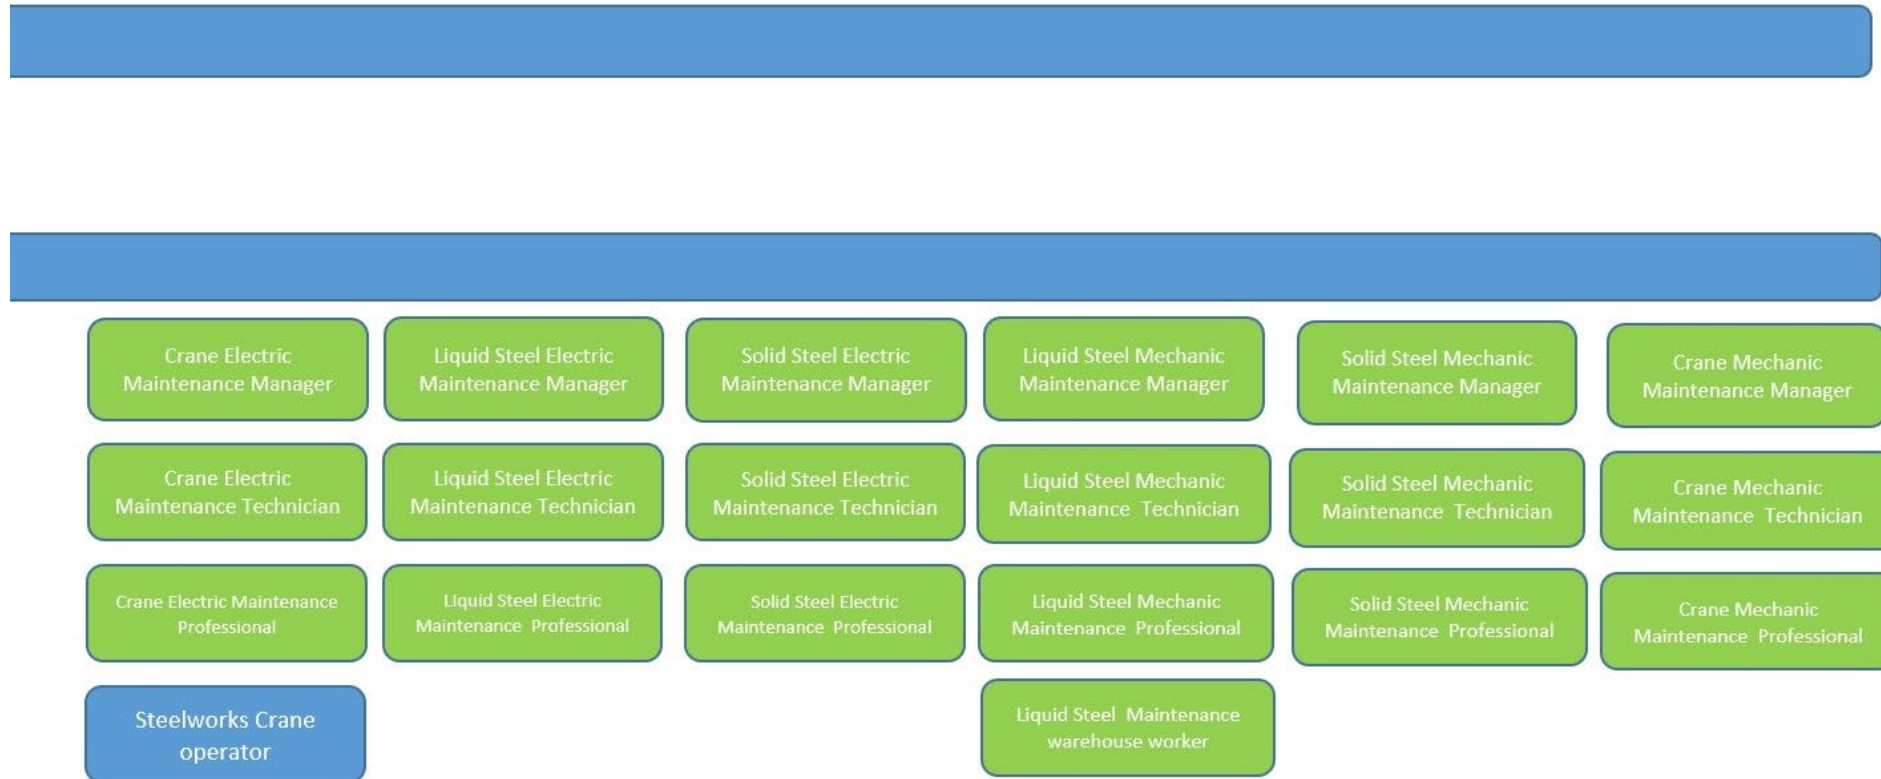 Crane Electric
Maintenance Manager
Liquid Steel Electric
Maintenance Manager
Solid Steel Electric
Maintenance Manager
Liquid Steel Mechanic
Maintenance Manager
Solid Steel Mechanic
Maintenance Manager
Crane Mechanic
Maintenance Manager
Crane Electric
Maintenance Technician
Liquid Steel Electric
Maintenance Technician
Solid Steel Electric
Maintenance Technician
Liquid Steel Mechanic
Maintenance Technician
Solid Steel Mechanic
Maintenance Technician
Crane Mechanic
Maintenance Technician
Crane Electric Maintenance
Professional
Liquid Steel Electric
Maintenance Professional
Solid Steel Electric
Maintenance Professional
Liquid Steel Mechanic
Maintenance Professional
Solid Steel Mechanic
Maintenance Professional
Crane Mechanic
Maintenance Professional
Steelworks Crane
operator
Liquid Steel Maintenance
warehouse worker